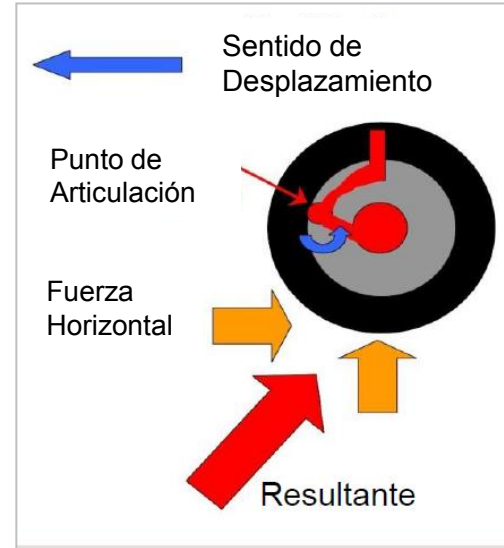 Sentido de
Desplazamiento
Punto de
Articulación
Fuerza
Horizontal
Resultante